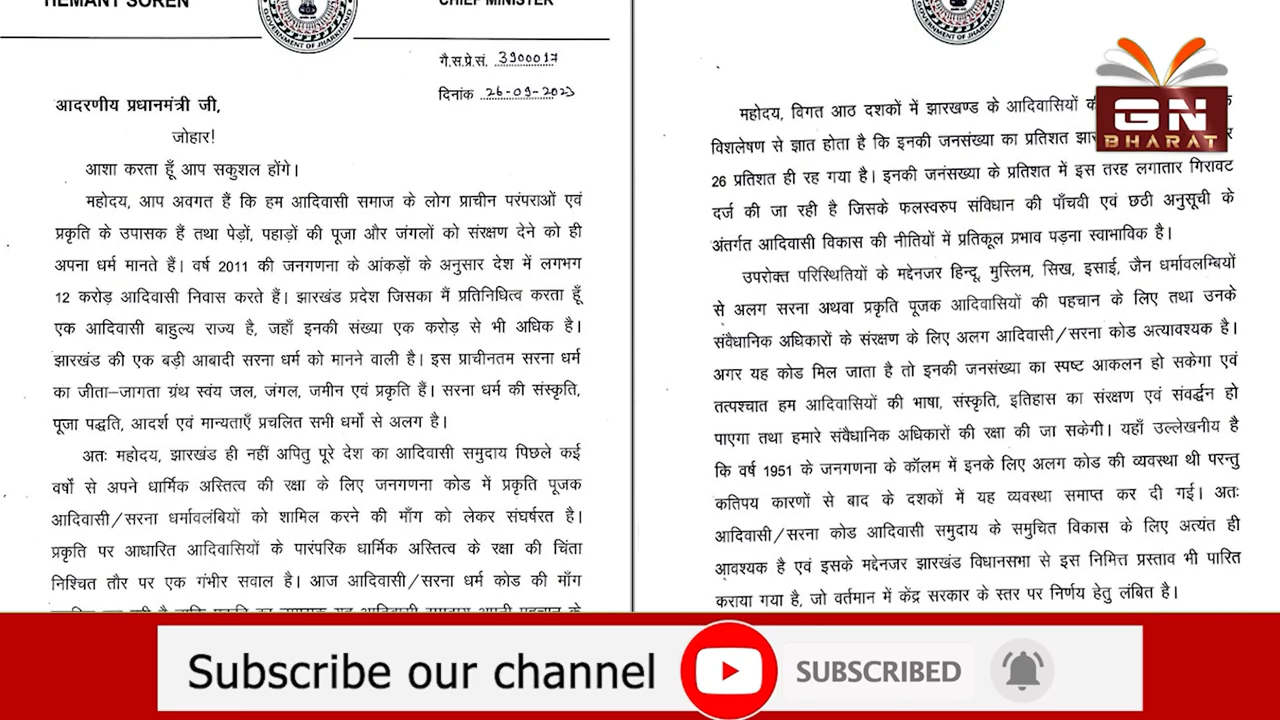 HEMANT SOREN
CHIEF MINISTER
GOVERNMENT OF JHARKHAND
गै.स.प्रे.सं. 3900017
दिनांक 26-09-2023
आदरणीय प्रधानमंत्री जी,
जोहार!
आशा करता हूँ आप सकुशल होंगे।
महोदय, आप अवगत हैं कि हम आदिवासी समाज के लोग प्राचीन परंपराओं एवं
प्रकृति के उपासक हैं तथा पेड़ों, पहाड़ों की पूजा और जंगलों को संरक्षण देने को ही
अपना धर्म मानते हैं। वर्ष 2011 की जनगणना के आंकड़ों के अनुसार देश में लगभग
12 करोड़ आदिवासी निवास करते हैं। झारखंड प्रदेश जिसका मैं प्रतिनिधित्व करता हूँ
एक आदिवासी बाहुल्य राज्य है, जहाँ इनकी संख्या एक करोड़ से भी अधिक है।
झारखंड की एक बड़ी आबादी सरना धर्म को मानने वाली है। इस प्राचीनतम सरना धर्म
का जीता–जागता ग्रंथ स्वंय जल, जंगल, जमीन एवं प्रकृति हैं। सरना धर्म की संस्कृति,
पूजा पद्धति, आदर्श एवं मान्यताएँ प्रचलित सभी धर्मों से अलग है।
अतः महोदय, झारखंड ही नहीं अपितु पूरे देश का आदिवासी समुदाय पिछले कई
वर्षों से अपने धार्मिक अस्तित्व की रक्षा के लिए जनगणना कोड में प्रकृति पूजक
आदिवासी/सरना धर्मावलंबियों को शामिल करने की माँग को लेकर संघर्षरत है।
प्रकृति पर आधारित आदिवासियों के पारंपरिक धार्मिक अस्तित्व के रक्षा की चिंता
निश्चित तौर पर एक गंभीर सवाल है। आज आदिवासी/सरना धर्म कोड की माँग
महोदय, विगत आठ दशकों में झारखण्ड के आदिवासियों की
विशलेषण से ज्ञात होता है कि इनकी जनसंख्या का प्रतिशत
26 प्रतिशत ही रह गया है। इनकी जनंसख्या के प्रतिशत में इस तरह लगातार गिरावट
दर्ज की जा रही है जिसके फलस्वरुप संविधान की पाँचवी एवं छठी अनुसूची के
अंतर्गत आदिवासी विकास की नीतियों में प्रतिकूल प्रभाव पड़ना स्वाभाविक है।
उपरोक्त परिस्थितियों के मद्देनजर हिन्दू, मुस्लिम, सिख, इसाई, जैन धर्मावलम्बियों
से अलग सरना अथवा प्रकृति पूजक आदिवासियों की पहचान के लिए तथा उनके
संवैधानिक अधिकारों के संरक्षण के लिए अलग आदिवासी/सरना कोड अत्यावश्यक है।
अगर यह कोड मिल जाता है तो इनकी जनसंख्या का स्पष्ट आकलन हो सकेगा एवं
तत्पश्चात हम आदिवासियों की भाषा, संस्कृति, इतिहास का संरक्षण एवं संवर्द्धन हो
पाएगा तथा हमारे संवैधानिक अधिकारों की रक्षा की जा सकेगी। यहाँ उल्लेखनीय है
कि वर्ष 1951 के जनगणना के कॉलम में इनके लिए अलग कोड की व्यवस्था थी परन्तु
कतिपय कारणों से बाद के दशकों में यह व्यवस्था समाप्त कर दी गई। अतः
आदिवासी/सरना कोड आदिवासी समुदाय के समुचित विकास के लिए अत्यंत ही
आवश्यक है एवं इसके मद्देनजर झारखंड विधानसभा से इस निमित्त प्रस्ताव भी पारित
कराया गया है, जो वर्तमान में केंद्र सरकार के स्तर पर निर्णय हेतु लंबित है।
GN
BHARAT
Subscribe our channel
SUBSCRIBED